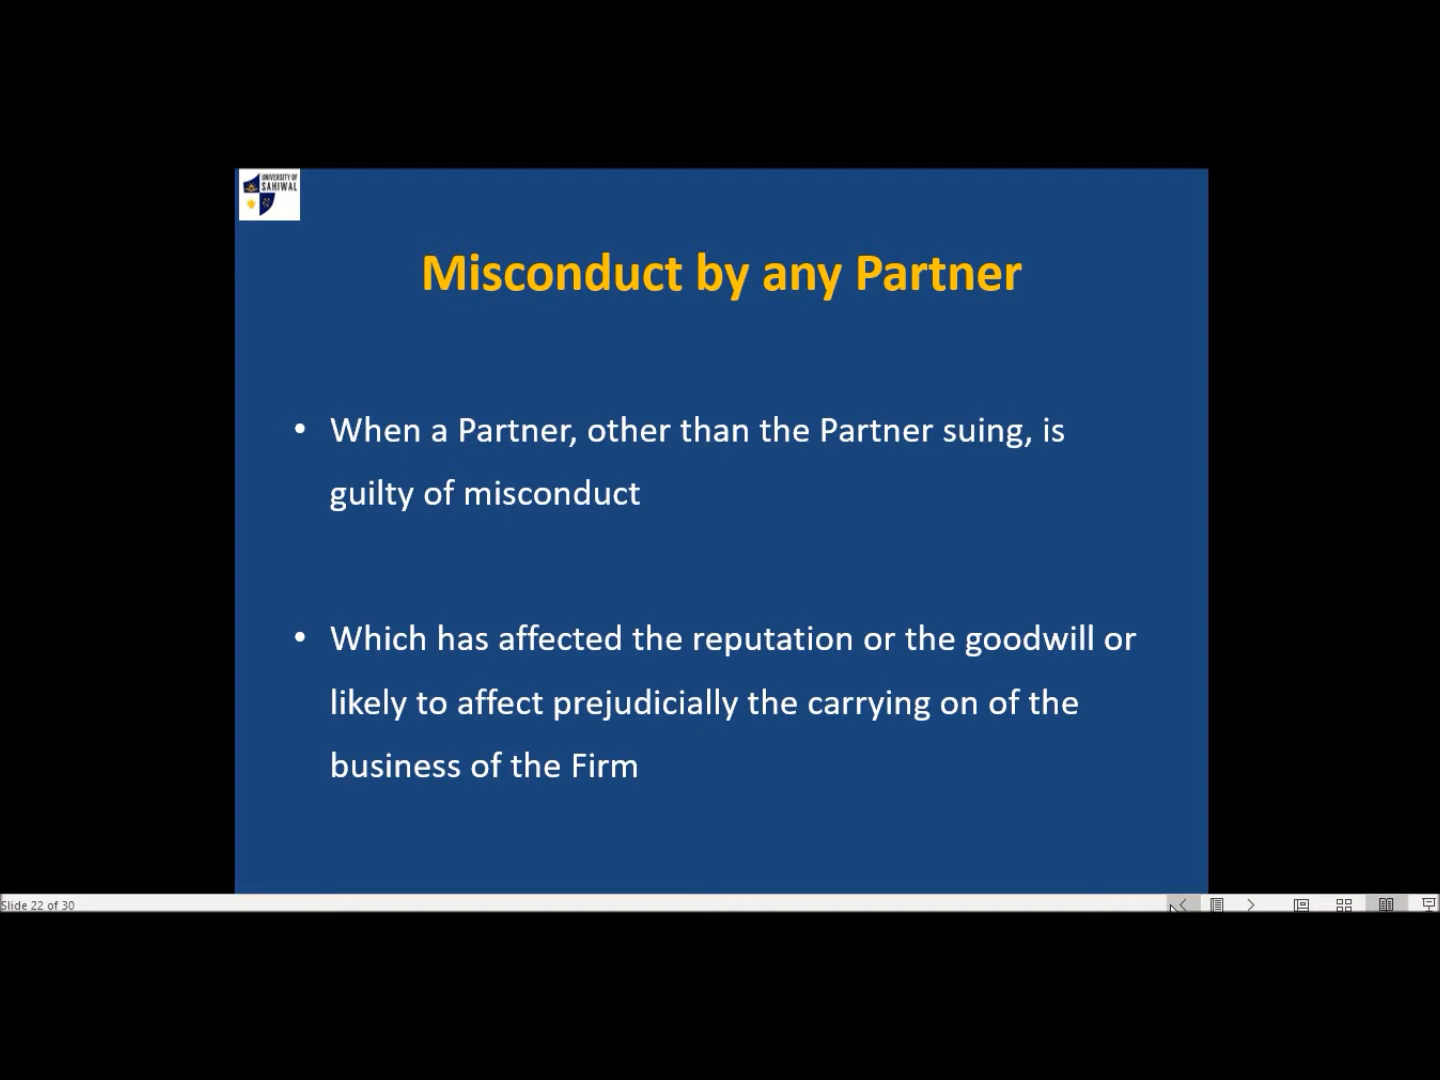 UNIVERSITY OF
SAHIWAL
Misconduct by any Partner
• When a Partner, other than the Partner suing, is
guilty of misconduct
• Which has affected the reputation or the goodwill or
likely to affect prejudicially the carrying on of the
business of the Firm
Slide 22 of 30